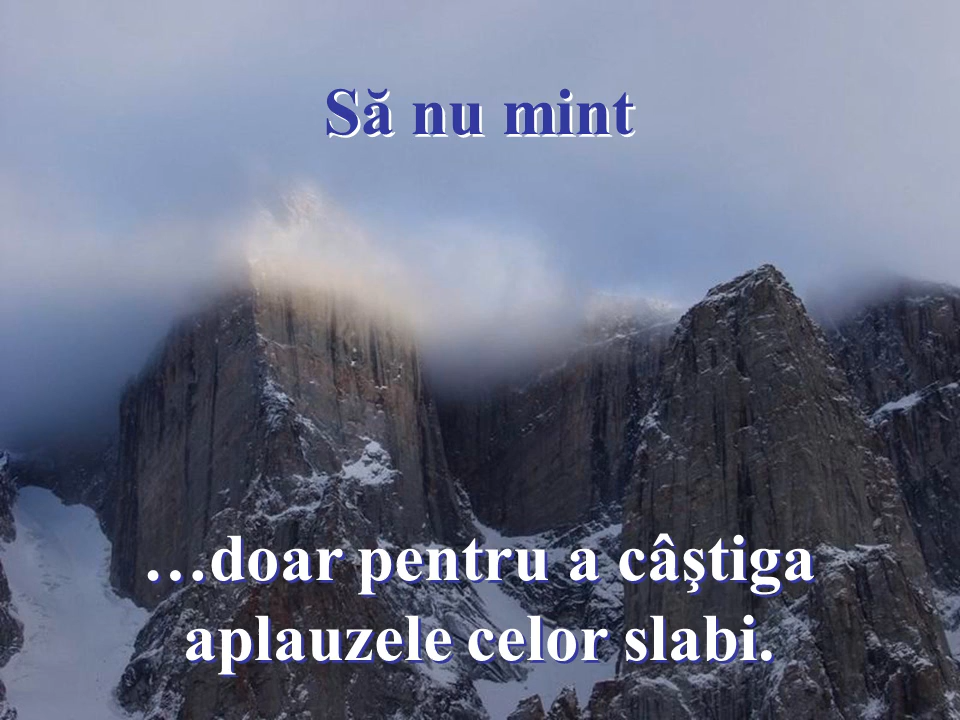 Să nu mint
…doar pentru a câştiga
aplauzele celor slabi.